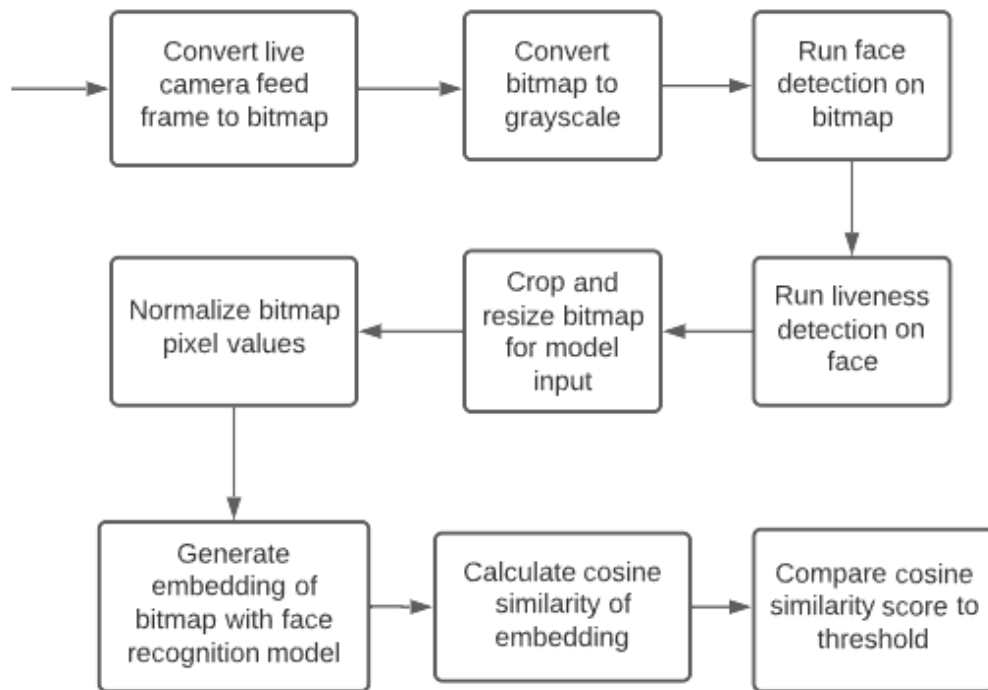 Convert live
camera feed
frame to bitmap
Convert
bitmap to
grayscale
Run face
detection on
bitmap
Run liveness
detection on
face
Crop and
resize bitmap
for model
input
Normalize bitmap
pixel values
Generate
embedding of
bitmap with face
recognition model
Calculate cosine
similarity of
embedding
Compare cosine
similarity score to
threshold